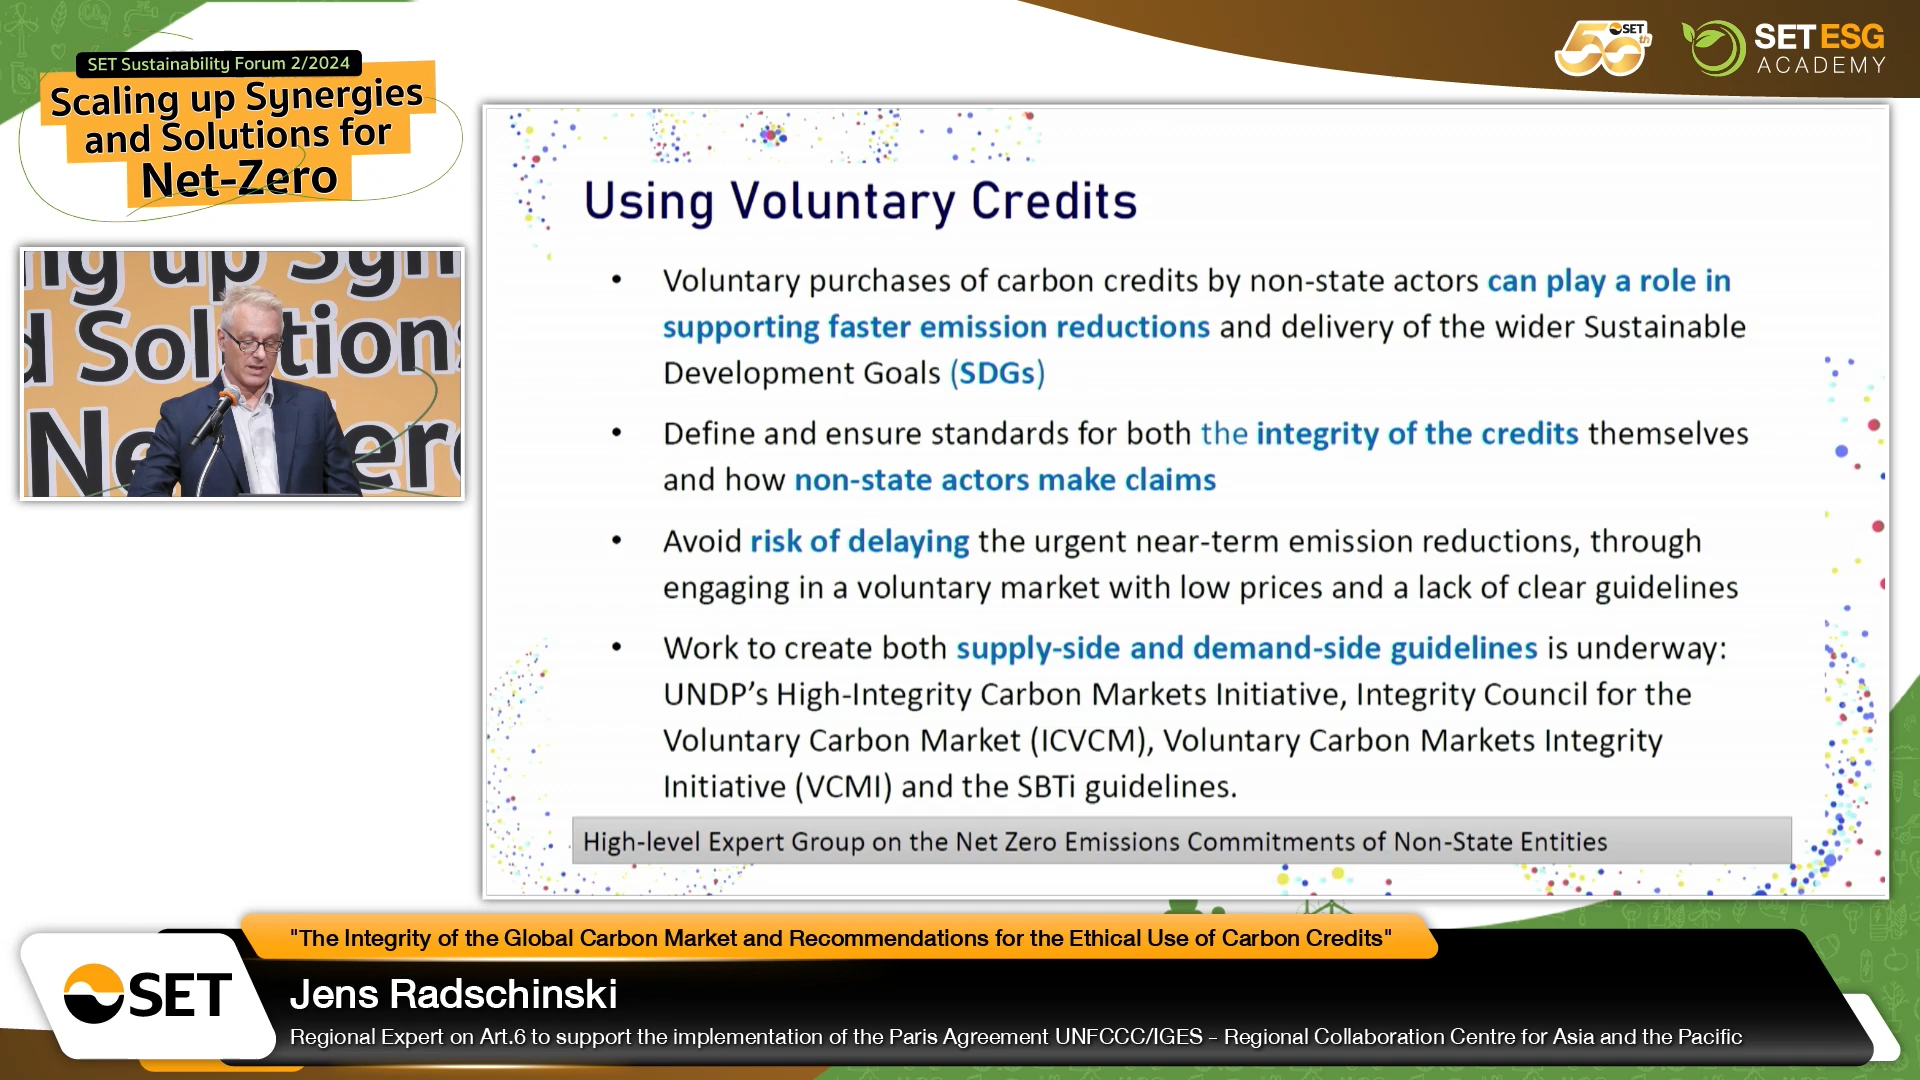 SET Sustainability Forum 2/2024
Scaling up Synergies
and Solutions for
Net-Zero
50th
SET
SET ESG
ACADEMY
Using Voluntary Credits
• Voluntary purchases of carbon credits by non-state actors can play a role in
supporting faster emission reductions and delivery of the wider Sustainable
Development Goals (SDGs)
• Define and ensure standards for both the integrity of the credits themselves
and how non-state actors make claims
• Avoid risk of delaying the urgent near-term emission reductions, through
engaging in a voluntary market with low prices and a lack of clear guidelines
• Work to create both supply-side and demand-side guidelines is underway:
UNDP’s High-Integrity Carbon Markets Initiative, Integrity Council for the
Voluntary Carbon Market (ICVCM), Voluntary Carbon Markets Integrity
Initiative (VCMI) and the SBTi guidelines.
High-level Expert Group on the Net Zero Emissions Commitments of Non-State Entities
"The Integrity of the Global Carbon Market and Recommendations for the Ethical Use of Carbon Credits"
SET
Jens Radschinski
Regional Expert on Art.6 to support the implementation of the Paris Agreement UNFCCC/IGES – Regional Collaboration Centre for Asia and the Pacific